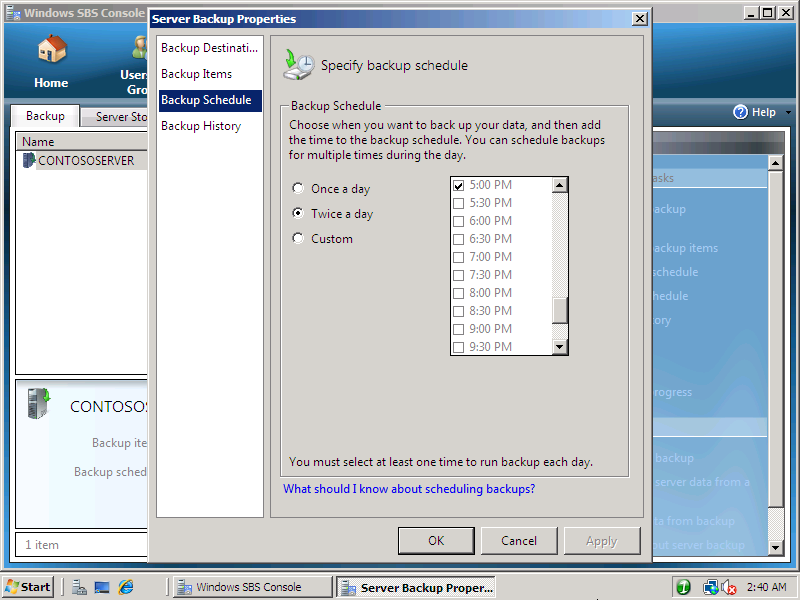 Windows SBS Console
Server Backup Properties
Home
Users
Gro
Backup
Server Sto
Help
Name
CONTOSOSERVER
Backup Destinati...
Backup Items
Backup Schedule
Backup History
Specify backup schedule
Backup Schedule
Choose when you want to back up your data, and then add
the time to the backup schedule. You can schedule backups
for multiple times during the day.
Once a day
Twice a day
Custom
5:00 PM
5:30 PM
6:00 PM
6:30 PM
7:00 PM
7:30 PM
8:00 PM
8:30 PM
9:00 PM
9:30 PM
You must select at least one time to run backup each day.
What should I know about scheduling backups?
OK
Cancel
Apply
CONTOSOS
Backup ite
Backup sched
1 item
asks
ackup
ackup items
schedule
hedule
ory
rogress
backup
server data from a
ta from backup
out server backup
Start
Windows SBS Console
Server Backup Proper...
2:40 AM